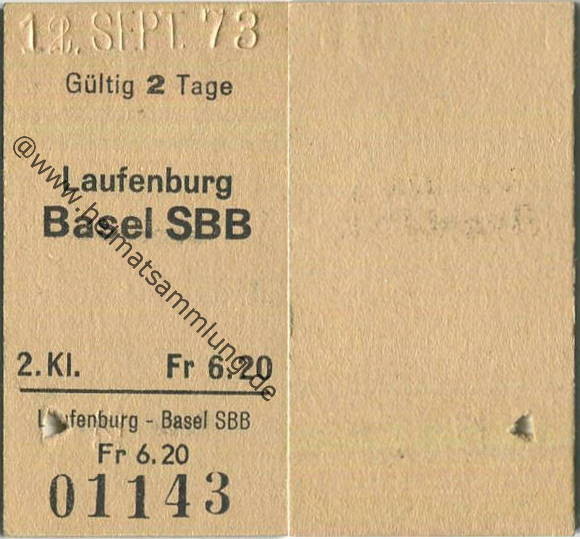 12. SEPT. 73
Gültig 2 Tage
Laufenburg
Basel SBB
@www.heimatsammlung.de
2. Kl. Fr 6.20
Laufenburg - Basel SBB
Fr 6.20
01143